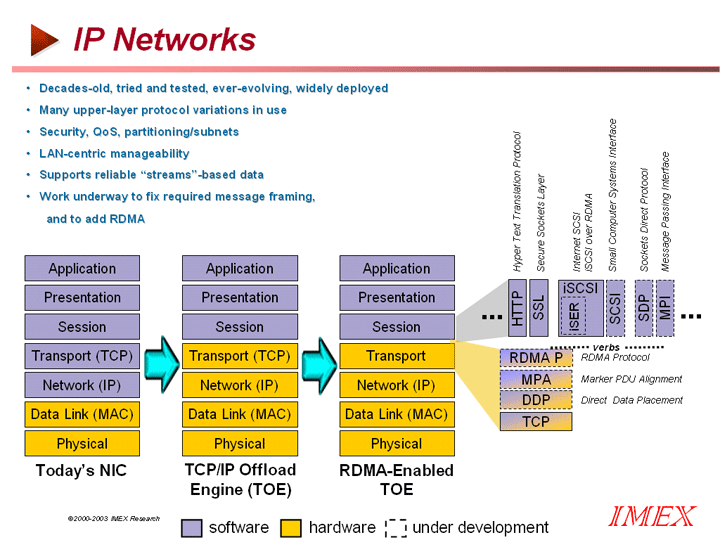 IP Networks
• Decades-old, tried and tested, ever-evolving, widely deployed
• Many upper-layer protocol variations in use
• Security, QoS, partitioning/subnets
• LAN-centric manageability
• Supports reliable “streams”-based data
• Work underway to fix required message framing,
and to add RDMA
Application
Presentation
Session
Transport (TCP)
Network (IP)
Data Link (MAC)
Physical
Today’s NIC
Application
Presentation
Session
Transport (TCP)
Network (IP)
Data Link (MAC)
Physical
TCP/IP Offload
Engine (TOE)
Application
Presentation
Session
Transport
Network (IP)
Data Link (MAC)
Physical
RDMA-Enabled
TOE
Hyper Text Translation Protocol
Secure Sockets Layer
Internet SCSI
iSCSI over RDMA
Small Computer Systems Interface
Sockets Direct Protocol
Message Passing Interface
...
HTTP
SSL
iSCSI
iSER
SCSI
SDP
MPI
...
verbs
RDMA P
RDMA Protocol
MPA
Marker PDU Alignment
DDP
Direct Data Placement
TCP
©2000-2003 IMEX Research
software
hardware
under development
IMEX